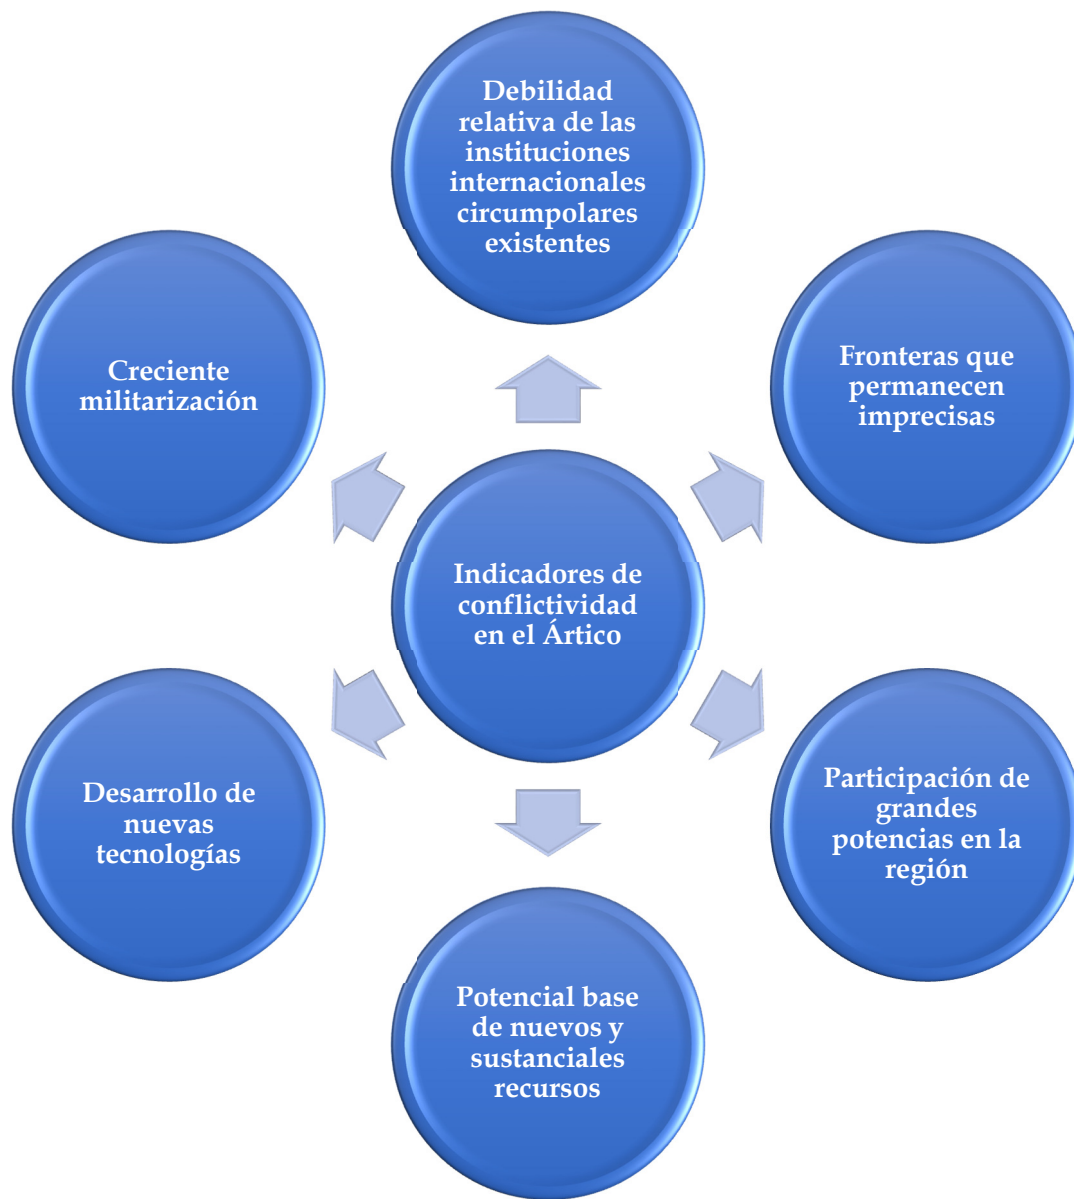 Debilidad
relativa de las
instituciones
internacionales
circumpolares
existentes
Fronteras que
permanecen
imprecisas
Participación de
grandes
potencias en la
región
Potencial base
de nuevos y
sustanciales
recursos
Desarrollo de
nuevas
tecnologías
Creciente
militarización
Indicadores de
conflictividad
en el Ártico